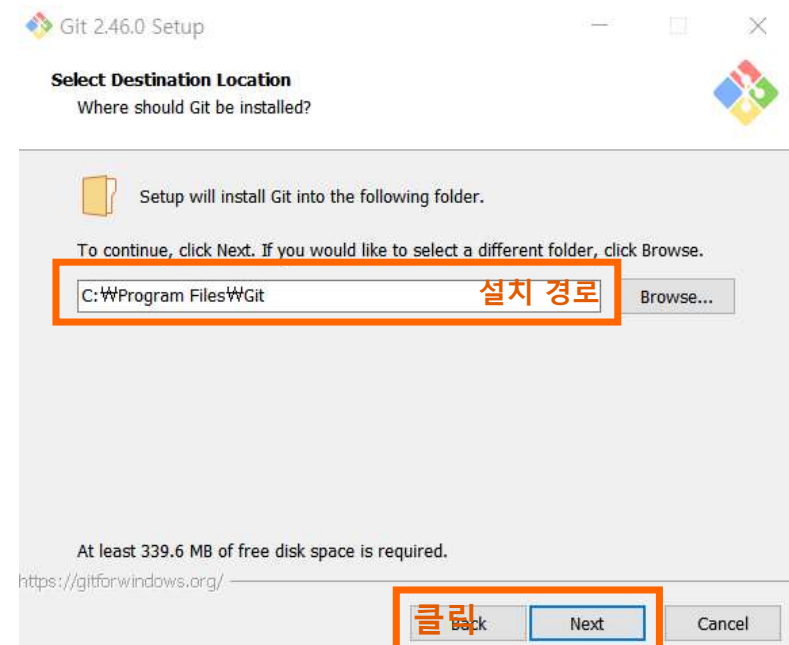 Git 2.46.0 Setup
Select Destination Location
Where should Git be installed?
Setup will install Git into the following folder.
To continue, click Next. If you would like to select a different folder, click Browse.
C:₩Program Files₩Git 설치 경로 Browse...
At least 339.6 MB of free disk space is required.
https://gitforwindows.org/
클릭 Back Next Cancel